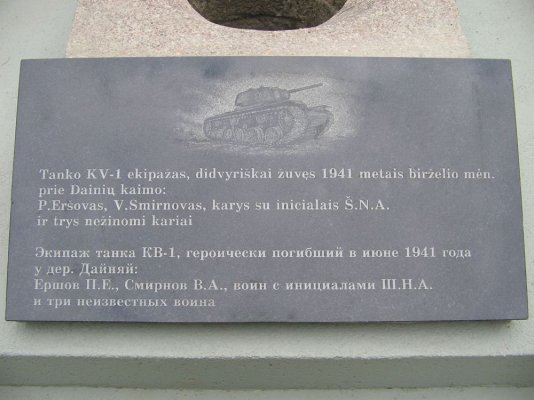 Tanko KV-1 ekipažas, didvyriškai žuvęs 1941 metais birželio mėn.
prie Dainių kaimo:
P.Eršovas, V.Smirnovas, karys su inicialais Š.N.A.
ir trys nežinomi kariai
Экипаж танка КВ-1, героически погибший в июне 1941 года
у дер. Дайняй:
Ершов П.Е., Смирнов В.А., воин с инициалами Ш.Н.А.
и три неизвестных воина